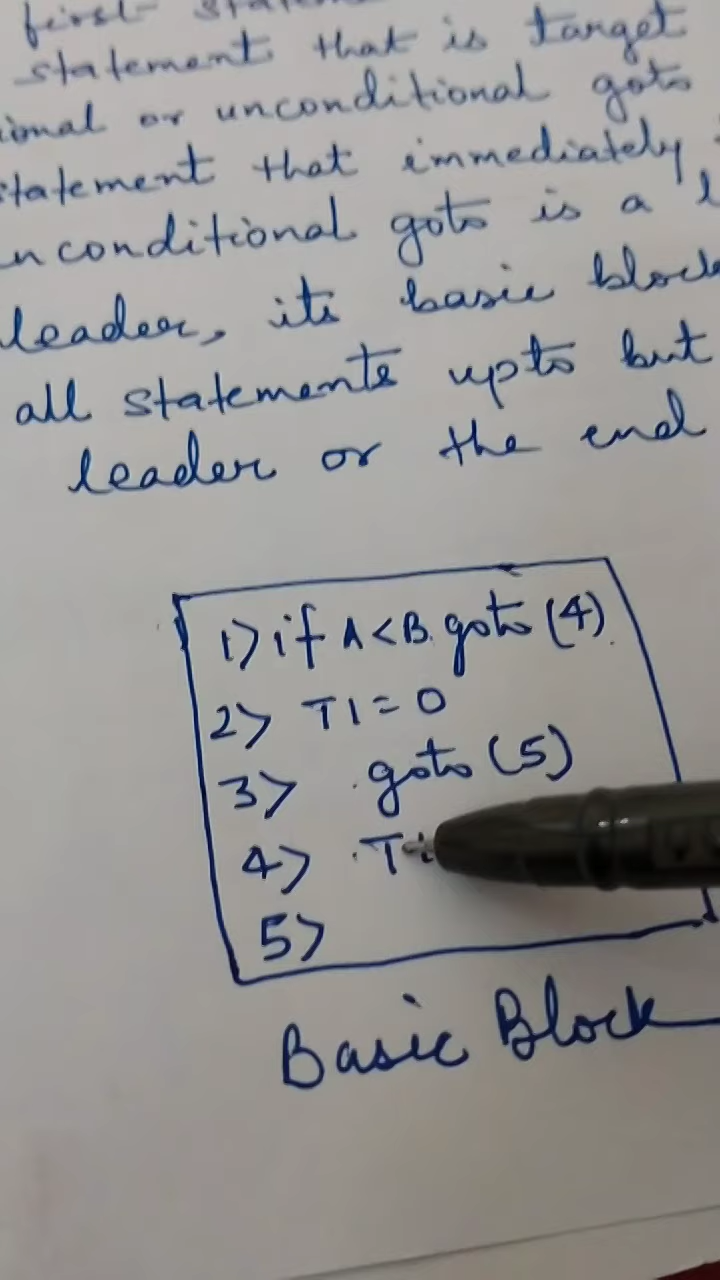 first
statement that is target
ional or unconditional goto
statement that immediately
unconditional goto is a l
leader, its basic block
all statements upto but
leader or the end
1) if A<B. goto (4)
2) T1 = 0
3) goto (5)
4) T1
5)
Basic Block